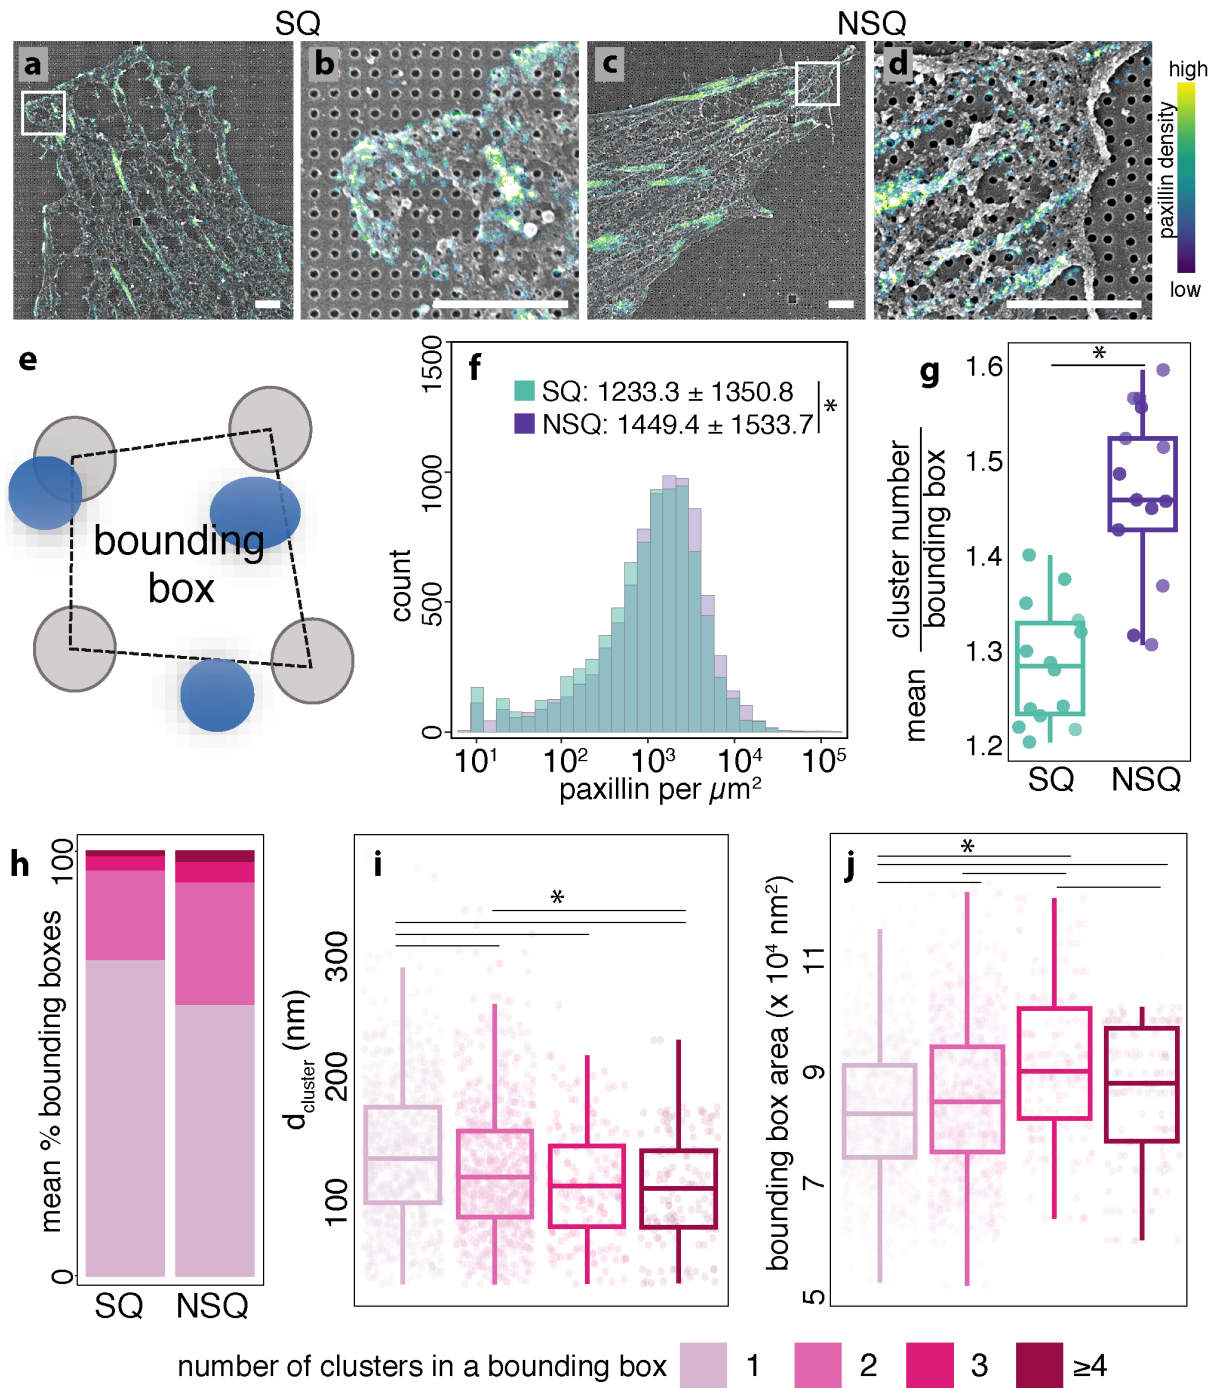 SQ
NSQ
a
b
c
d
high
paxillin density
low
e
bounding
box
f
1500
1000
500
0
count
SQ: 1233.3 ± 1350.8
NSQ: 1449.4 ± 1533.7
*
10¹
10²
10³
10⁴
10⁵
paxillin per µm²
g
*
1.6
1.5
1.4
1.3
1.2
mean
cluster number
bounding box
SQ
NSQ
h
100
0
mean % bounding boxes
SQ
NSQ
i
*
300
200
100
d_cluster (nm)
j
*
11
9
7
5
bounding box area (x 10⁴ nm²)
number of clusters in a bounding box 1 2 3 ≥4